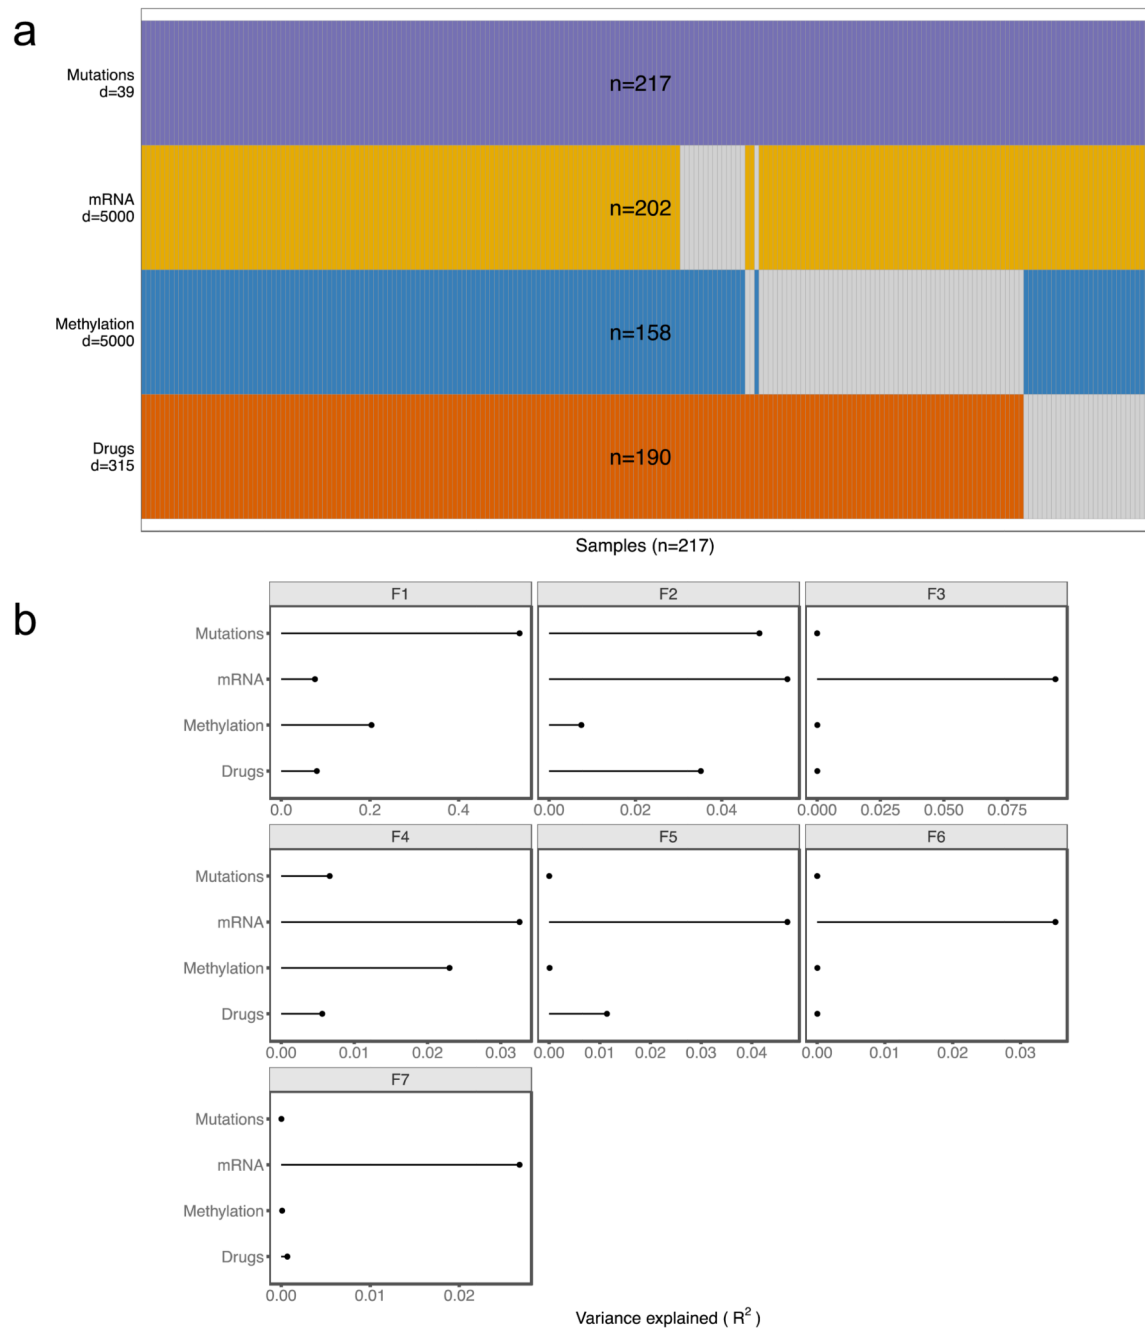 a
Mutations
d=39
n=217
mRNA
d=5000
n=202
Methylation
d=5000
n=158
Drugs
d=315
n=190
Samples (n=217)
b
F1
F2
F3
Mutations
mRNA
Methylation
Drugs
0.0 0.2 0.4
0.00 0.02 0.04
0.000 0.025 0.050 0.075
F4
F5
F6
Mutations
mRNA
Methylation
Drugs
0.00 0.01 0.02 0.03
0.00 0.01 0.02 0.03 0.04
0.00 0.01 0.02 0.03
F7
Mutations
mRNA
Methylation
Drugs
0.00 0.01 0.02
Variance explained ( R²)